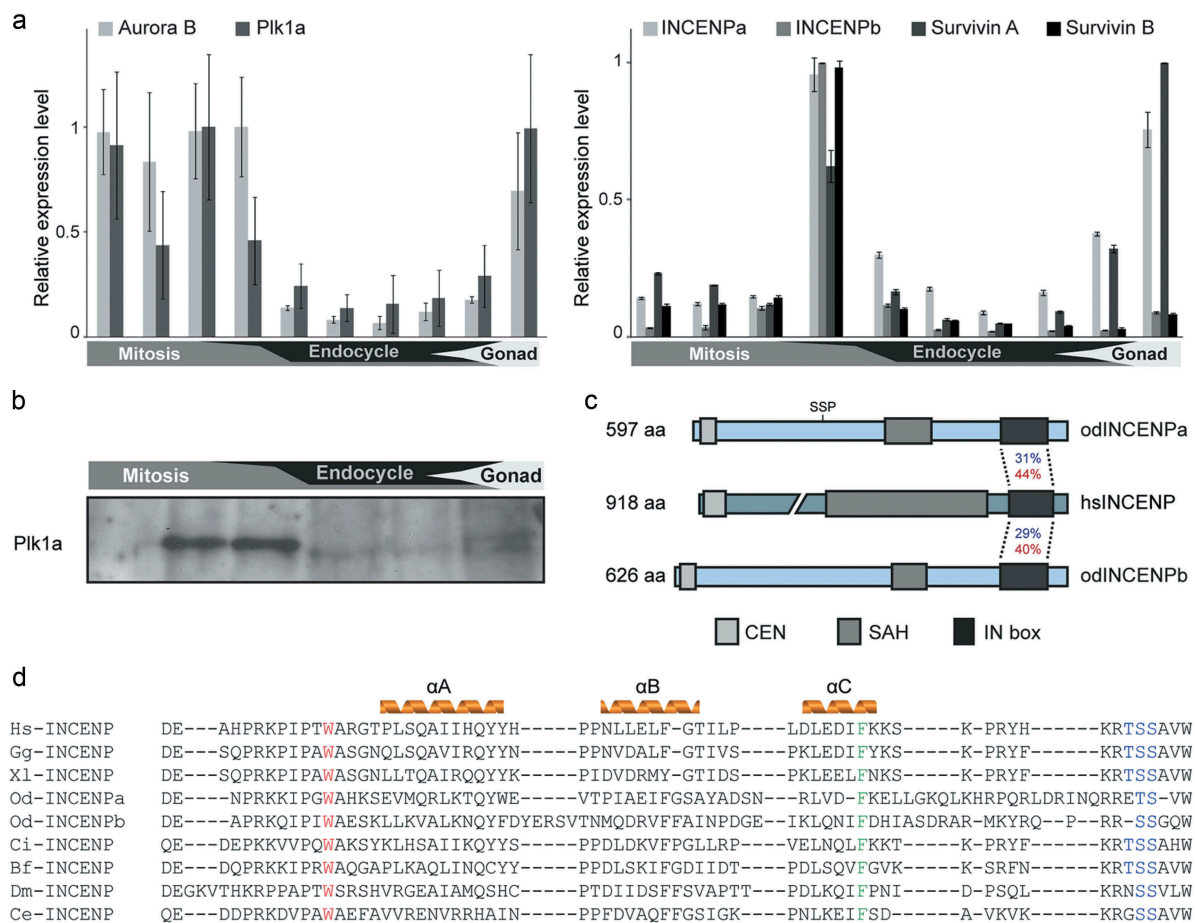 a
Aurora B Plk1a
Relative expression level
1
0.5
0
Mitosis Endocycle Gonad
INCENPa INCENPb Survivin A Survivin B
Relative expression level
1
0.5
0
Mitosis Endocycle Gonad
b
Mitosis Endocycle Gonad
Plk1a
c
SSP
597 aa odINCENPa
31%
44%
918 aa hsINCENP
29%
40%
626 aa odINCENPb
CEN SAH IN box
d
αA αB αC
Hs-INCENP DE---AHPRKPIPTWARGTPLSQAIIHQYYH----PPNLLELF-GTILP---LDLEDIFKKS----K-PRYH------KRTSSAVW
Gg-INCENP DE---SQPRKPIPAWASGNQLSQAVIRQYYN----PPNVDALF-GTIVS---PKLEDIFYKS----K-PRYF------KRTSSAVW
Xl-INCENP DE---SQPRKPIPAWASGNLLTQAIRQQYYK----PIDVDRMY-GTIDS---PKLEELFNKS----K-PRYF------KRTSSAVW
Od-INCENPa DE---NPRKKIPGWAHKSEVMQRLKTQYWE----VTPIAEIFGSAYADSN--RLVD-FKELLGKQLKHRPQRLDRINQRRETS-VW
Od-INCENPb DE---APRKQIPIWAESKLLKVALKNQYFDYERSVTNMQDRVFFAINPDGE-IKLQNIFDHIASDRAR-MKYRQ--P--RR-SSGQW
Ci-INCENP QE---DEPKKVVPQWAKSYKLHSAIIKQYYS----PPDLDKVFPGLLRP---VELNQLFKKT----K-PRYF------KRTSSAHW
Bf-INCENP DE---DQPRKKIPRWAQGAPLKAQLINQCYY----PPDLSKIFGDIIDT---PDLSQVFGVK----K-SRFN------KRTSSAVW
Dm-INCENP DEGKVTHKRPPAPTWSRSHVRGEAIAMQSHC----PTDIIDSFFSVAPTT--PDLKQIFPNI----D-PSQL------KRNSSVLW
Ce-INCENP QE---DDPRKDVPAWAEFAVVRENVRRHAIN----PPFDVAQFFGSIGK---PNLKEIFSD-----A-VKVK------KRGSSAVW